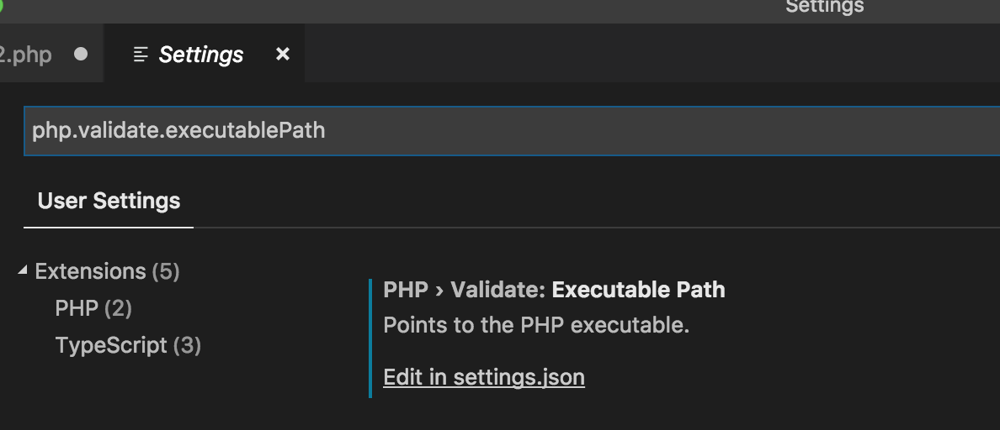 Settings
2.php
Settings
php.validate.executablePath
User Settings
Extensions (5)
PHP (2)
TypeScript (3)
PHP › Validate: Executable Path
Points to the PHP executable.
Edit in settings.json